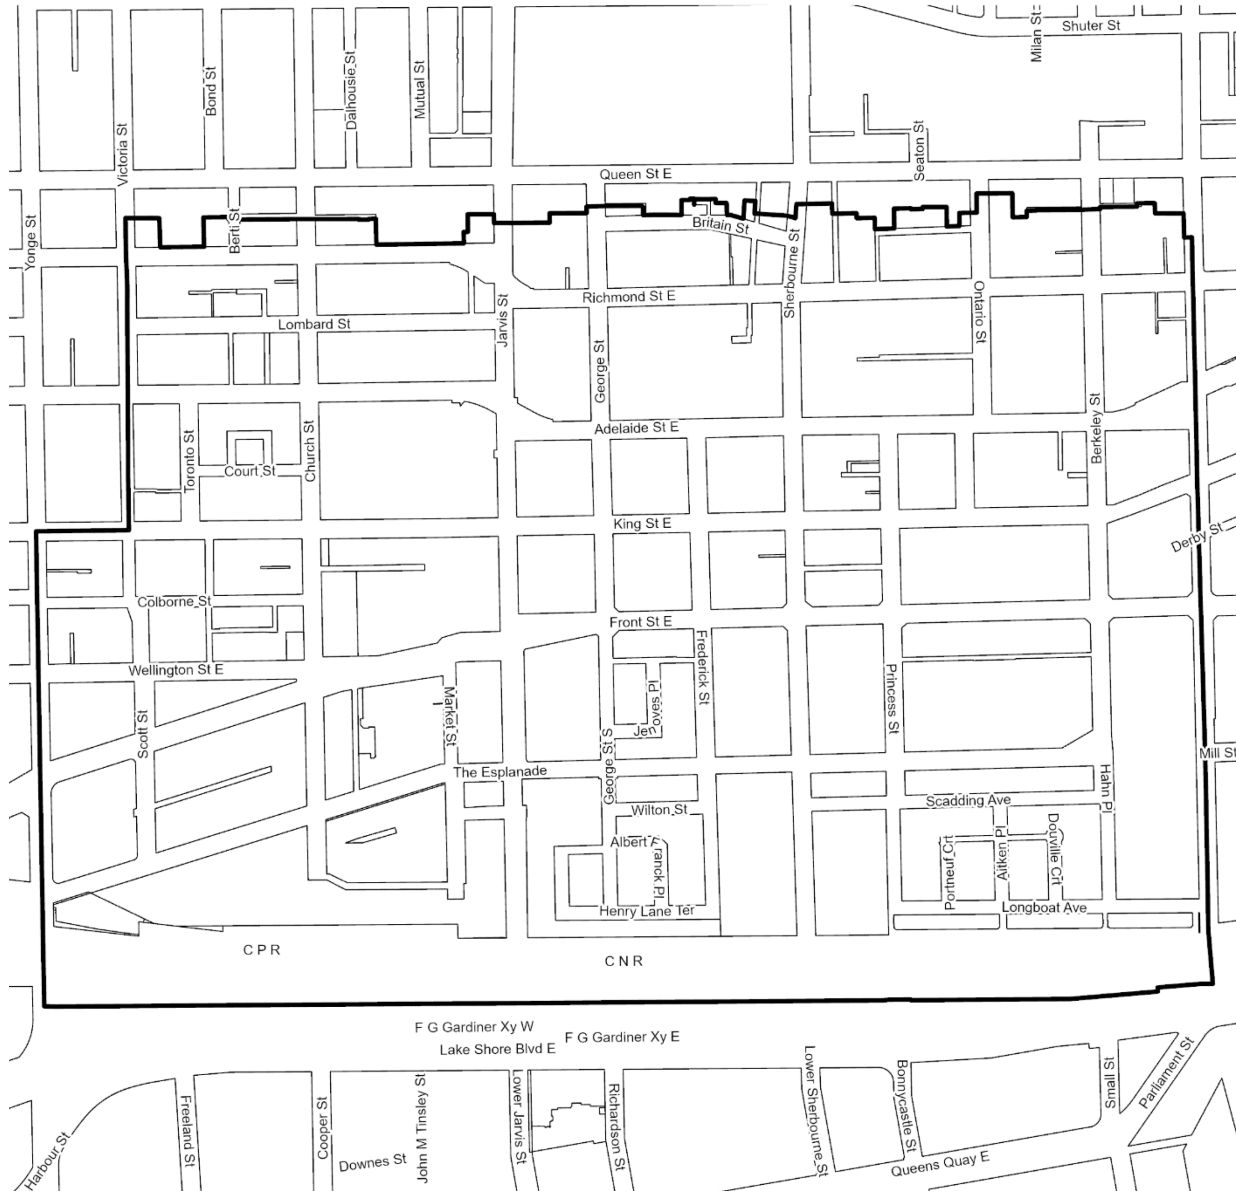 Shuter St
Milan St
Bond St
Dalhousie St
Mutual St
Victoria St
Seaton St
Queen St E
Yonge St
Berti St
Britain St
Sherbourne St
Richmond St E
Ontario St
Jarvis St
Lombard St
George St
Berkeley St
Adelaide St E
Toronto St
Church St
Court St
King St E
Derby St
Colborne St
Front St E
Wellington St E
Frederick St
Princess St
Scott St
Market St
Jenoves Pl
George St S
Mill St
The Esplanade
Hahn Pl
Scadding Ave
Wilton St
Albert Franck Pl
Portneuf Crt
Aitken Pl
Douville Crt
Henry Lane Ter
Longboat Ave
C P R
C N R
F G Gardiner Xy W
F G Gardiner Xy E
Lake Shore Blvd E
Harbour St
Freeland St
Cooper St
Downes St
John M Tinsley St
Lower Jarvis St
Richardson St
Lower Sherbourne St
Bonnycastle St
Small St
Parliament St
Queens Quay E